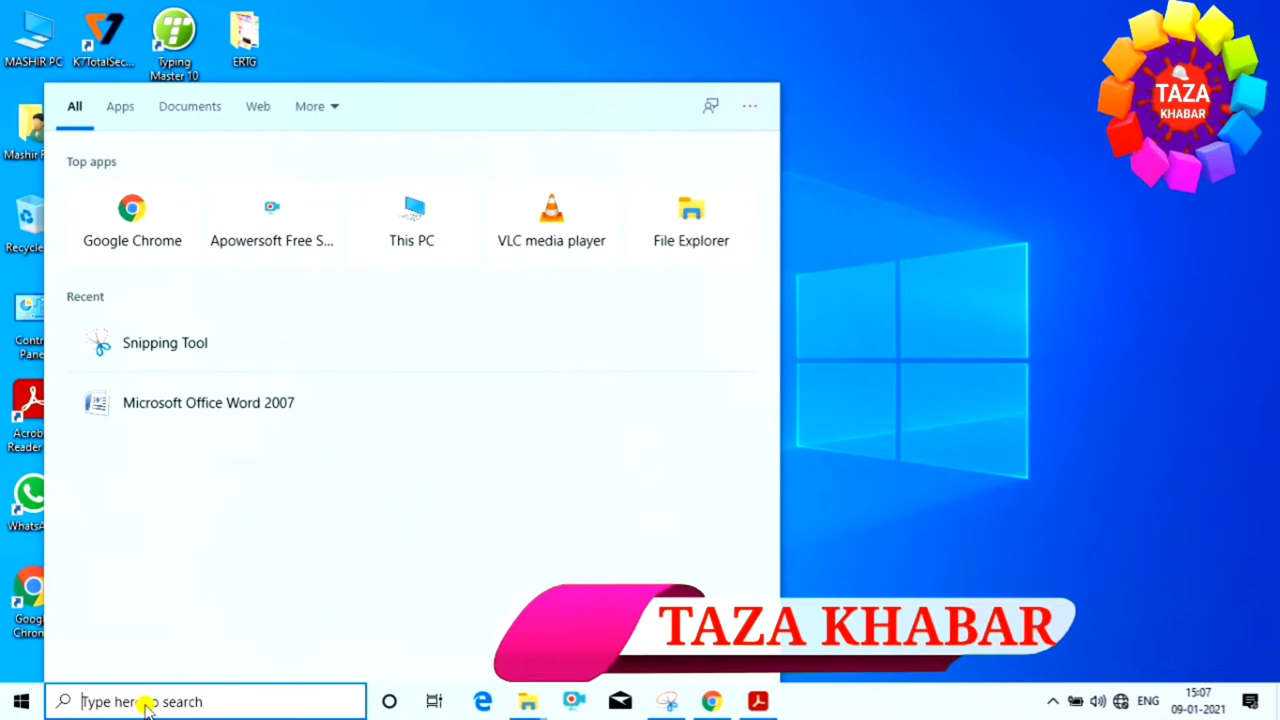 MASHIR PC
K7TotalSec...
Typing
Master 10
ERTG
All
Apps
Documents
Web
More
TAZA
KHABAR
Mashir
Top apps
Recycle
Google Chrome
Apowersoft Free S...
This PC
VLC media player
File Explorer
Recent
Contr
Pane
Snipping Tool
Microsoft Office Word 2007
Acrob
Reader
WhatsA
Goog
Chron
TAZA KHABAR
Type here to search
ENG
15:07
09-01-2021